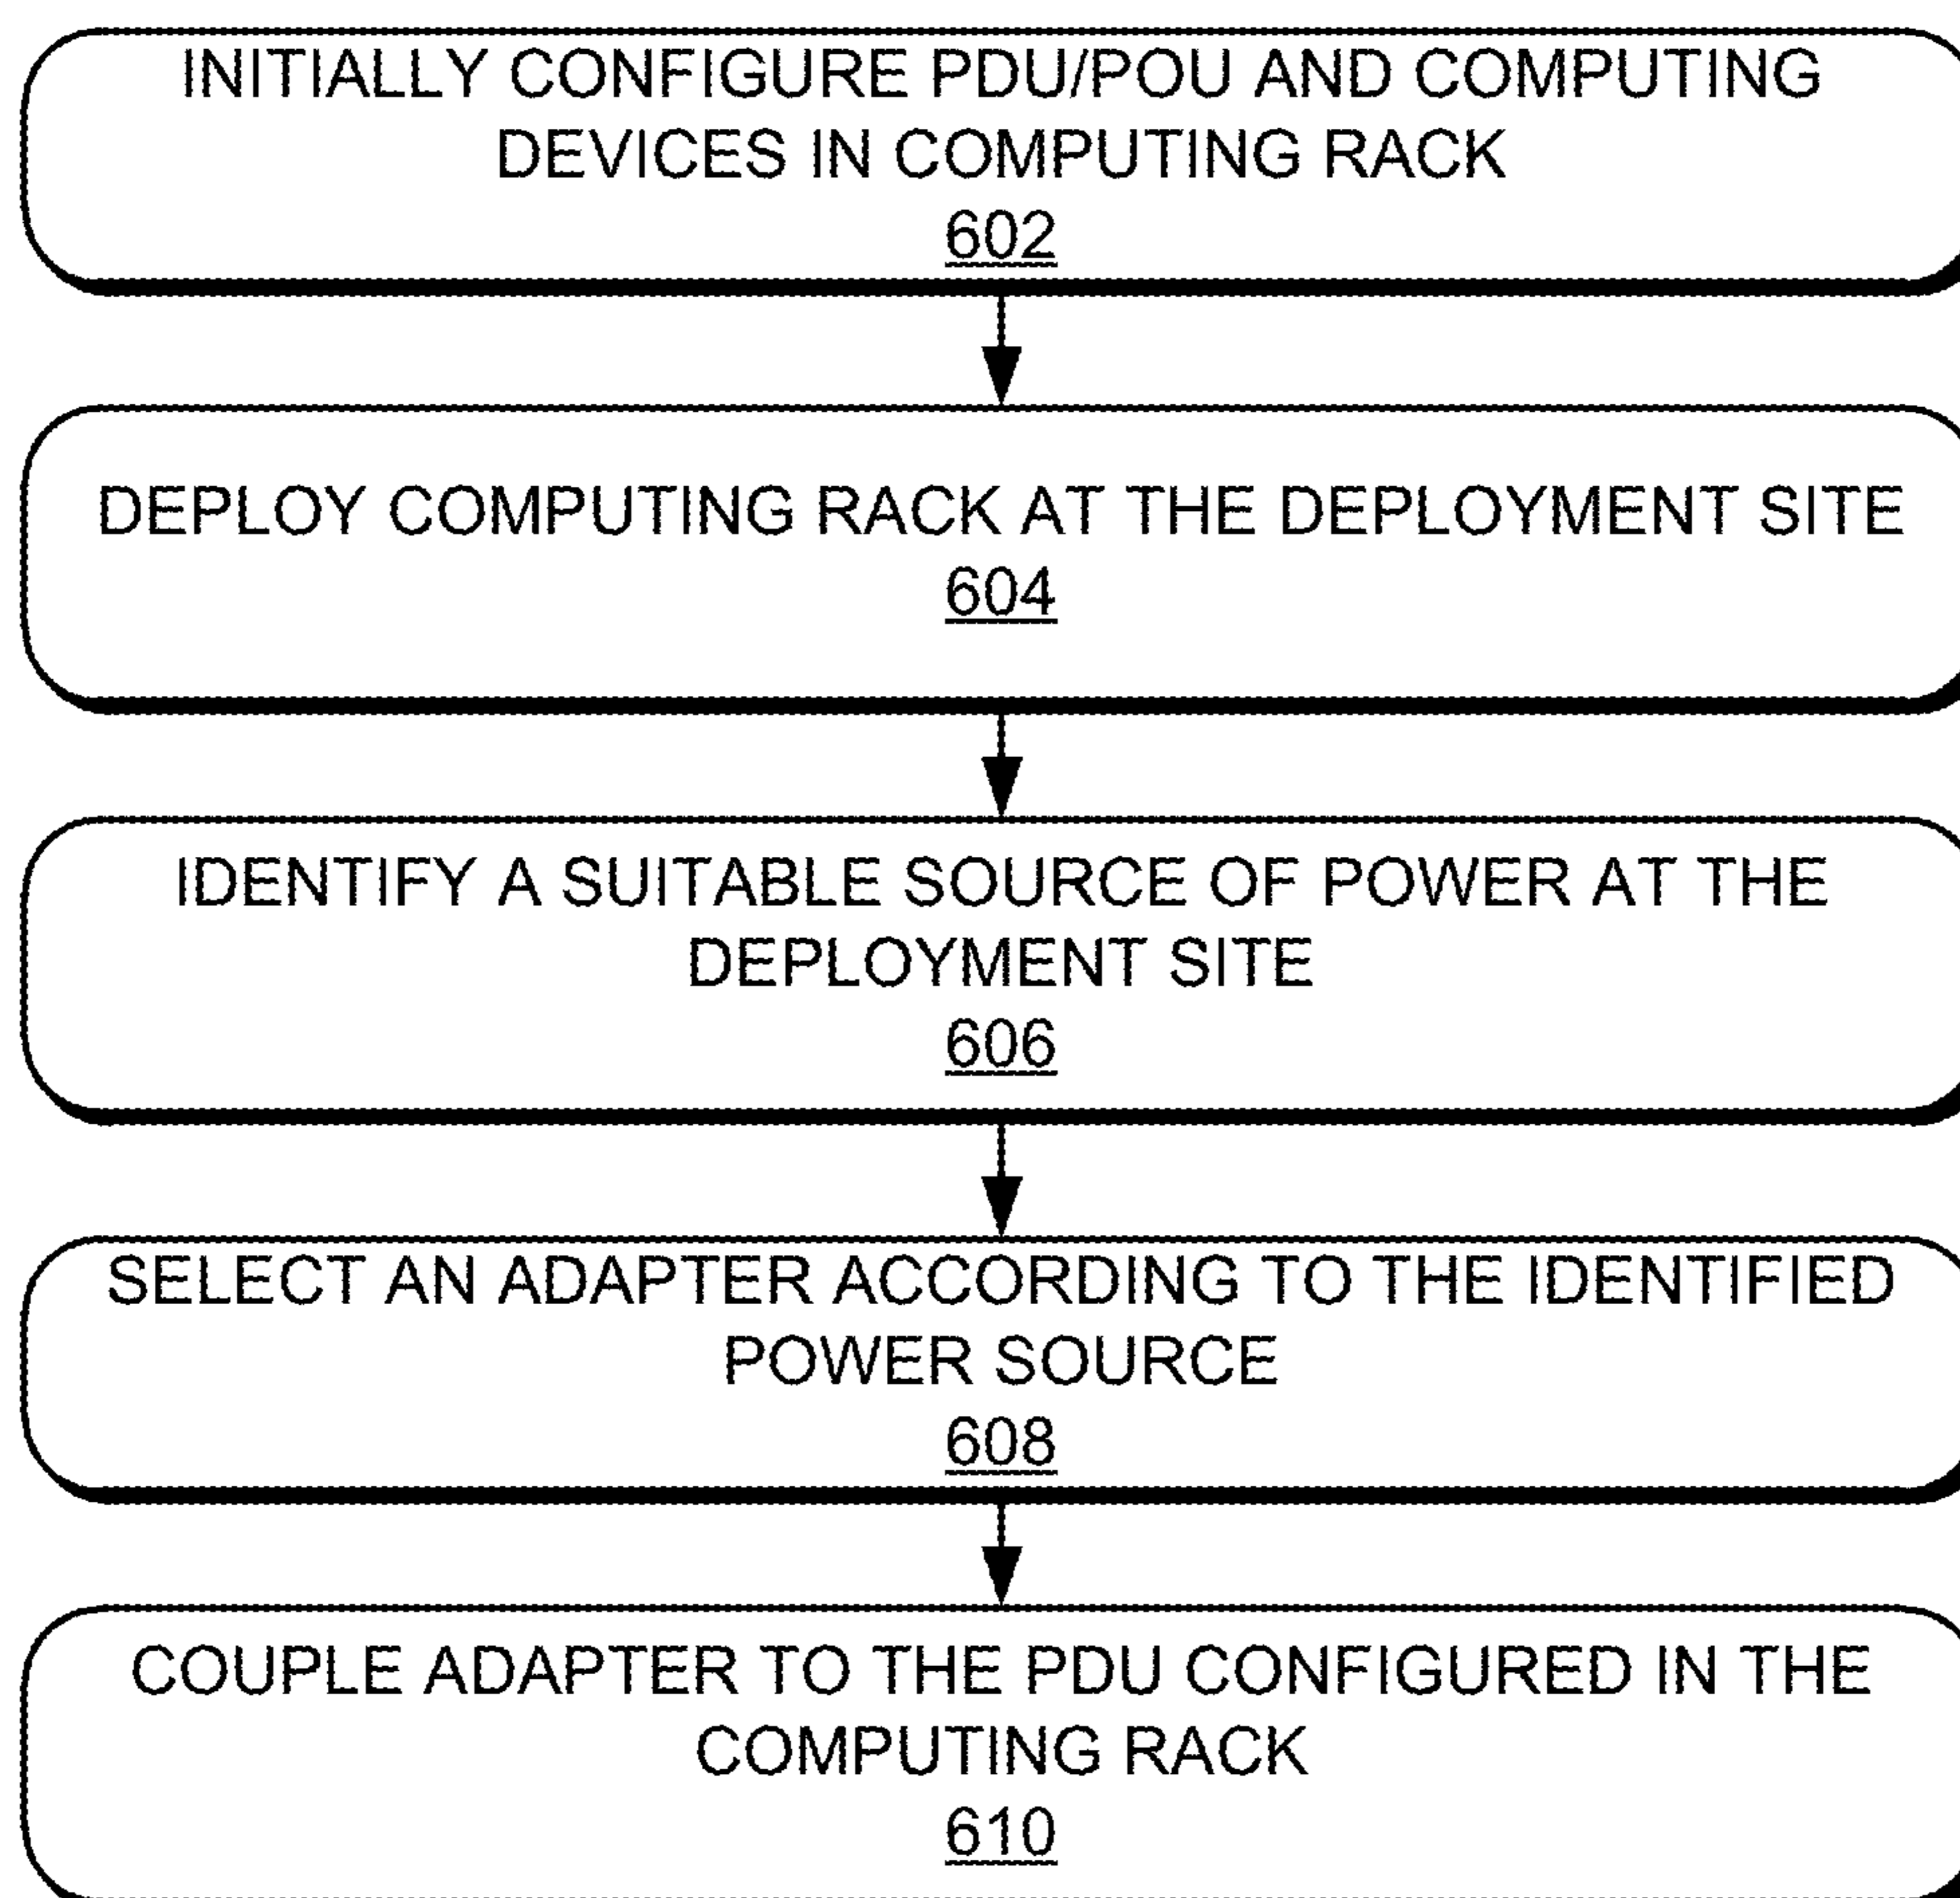 INITIALLY CONFIGURE PDU/POU AND COMPUTING
DEVICES IN COMPUTING RACK
602
DEPLOY COMPUTING RACK AT THE DEPLOYMENT SITE
604
IDENTIFY A SUITABLE SOURCE OF POWER AT THE
DEPLOYMENT SITE
606
SELECT AN ADAPTER ACCORDING TO THE IDENTIFIED
POWER SOURCE
608
COUPLE ADAPTER TO THE PDU CONFIGURED IN THE
COMPUTING RACK
610